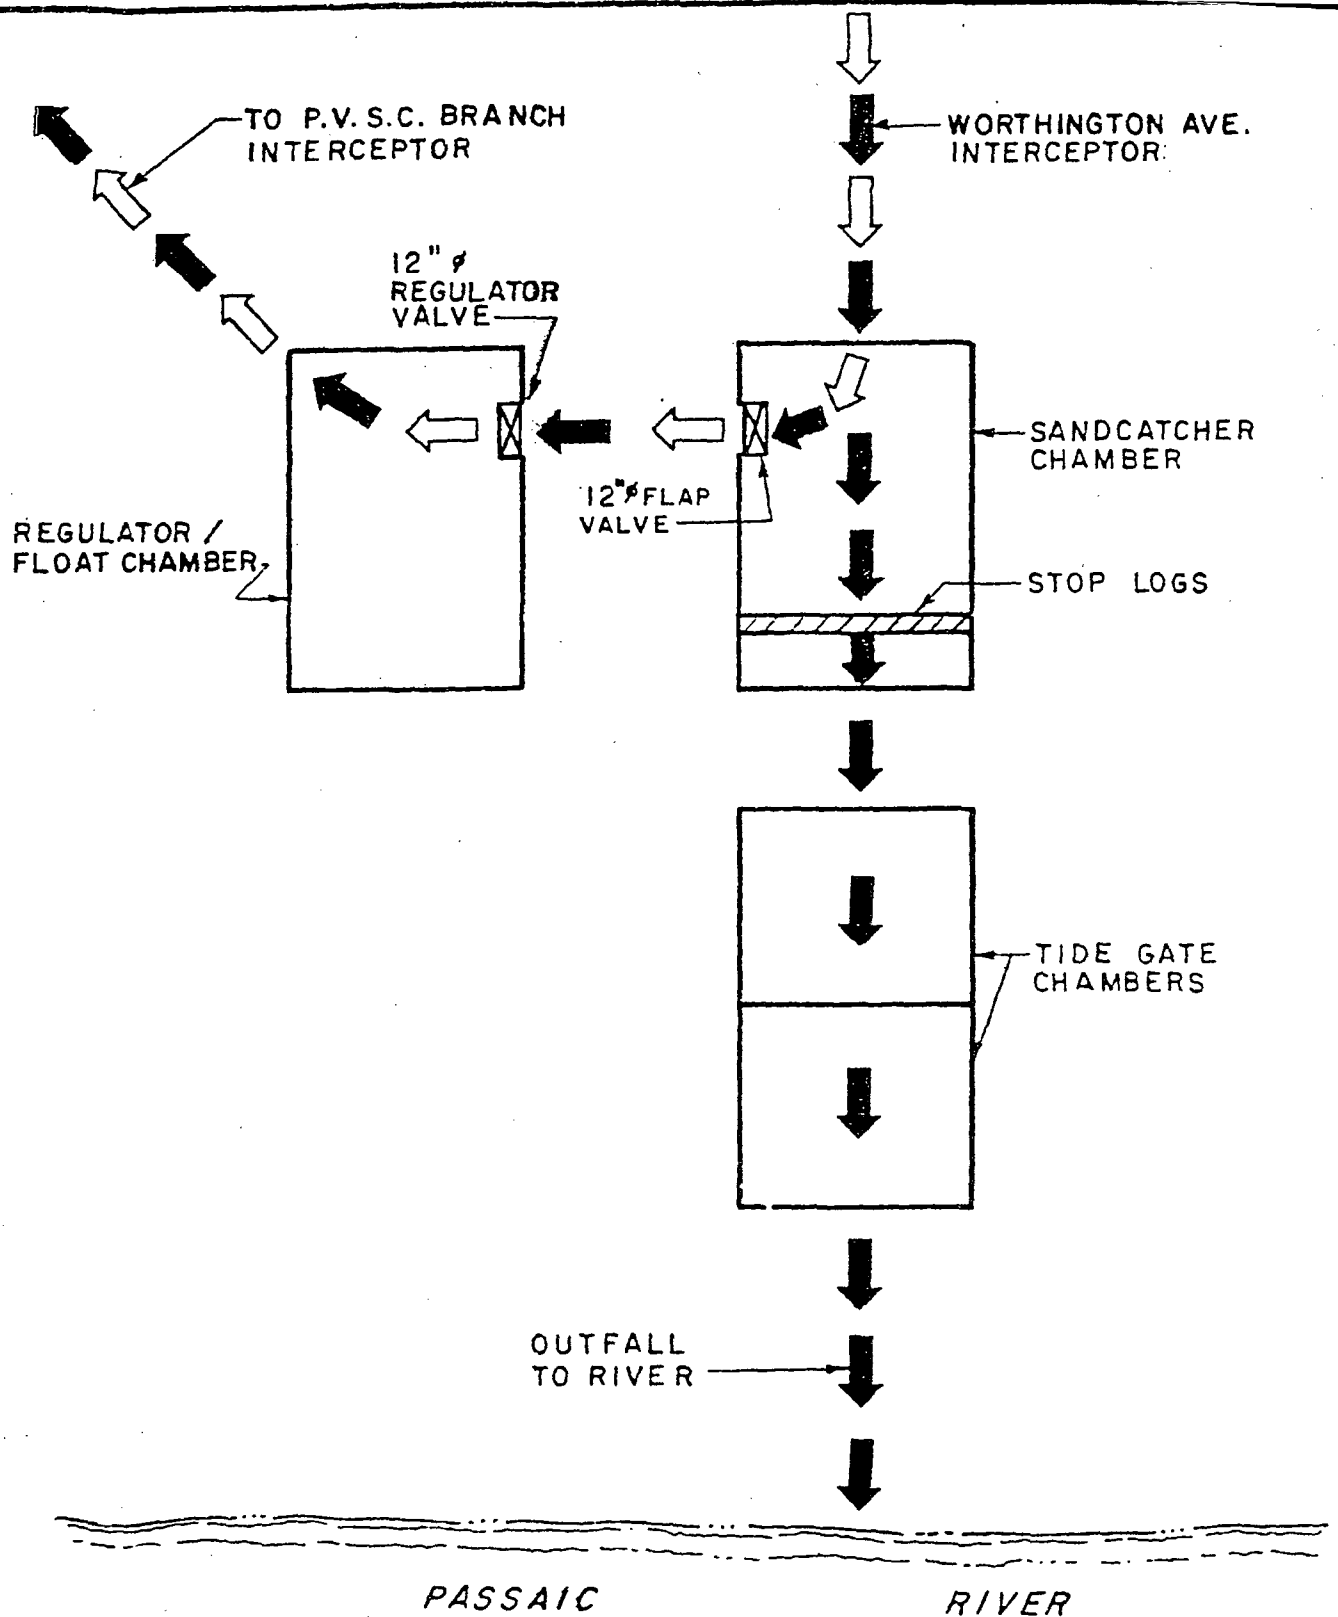 TO P.V.S.C. BRANCH
INTERCEPTOR
WORTHINGTON AVE.
INTERCEPTOR:
12" ø
REGULATOR
VALVE
SANDCATCHER
CHAMBER
12"ø FLAP
VALVE
REGULATOR /
FLOAT CHAMBER
STOP LOGS
TIDE GATE
CHAMBERS
OUTFALL
TO RIVER
PASSAIC RIVER